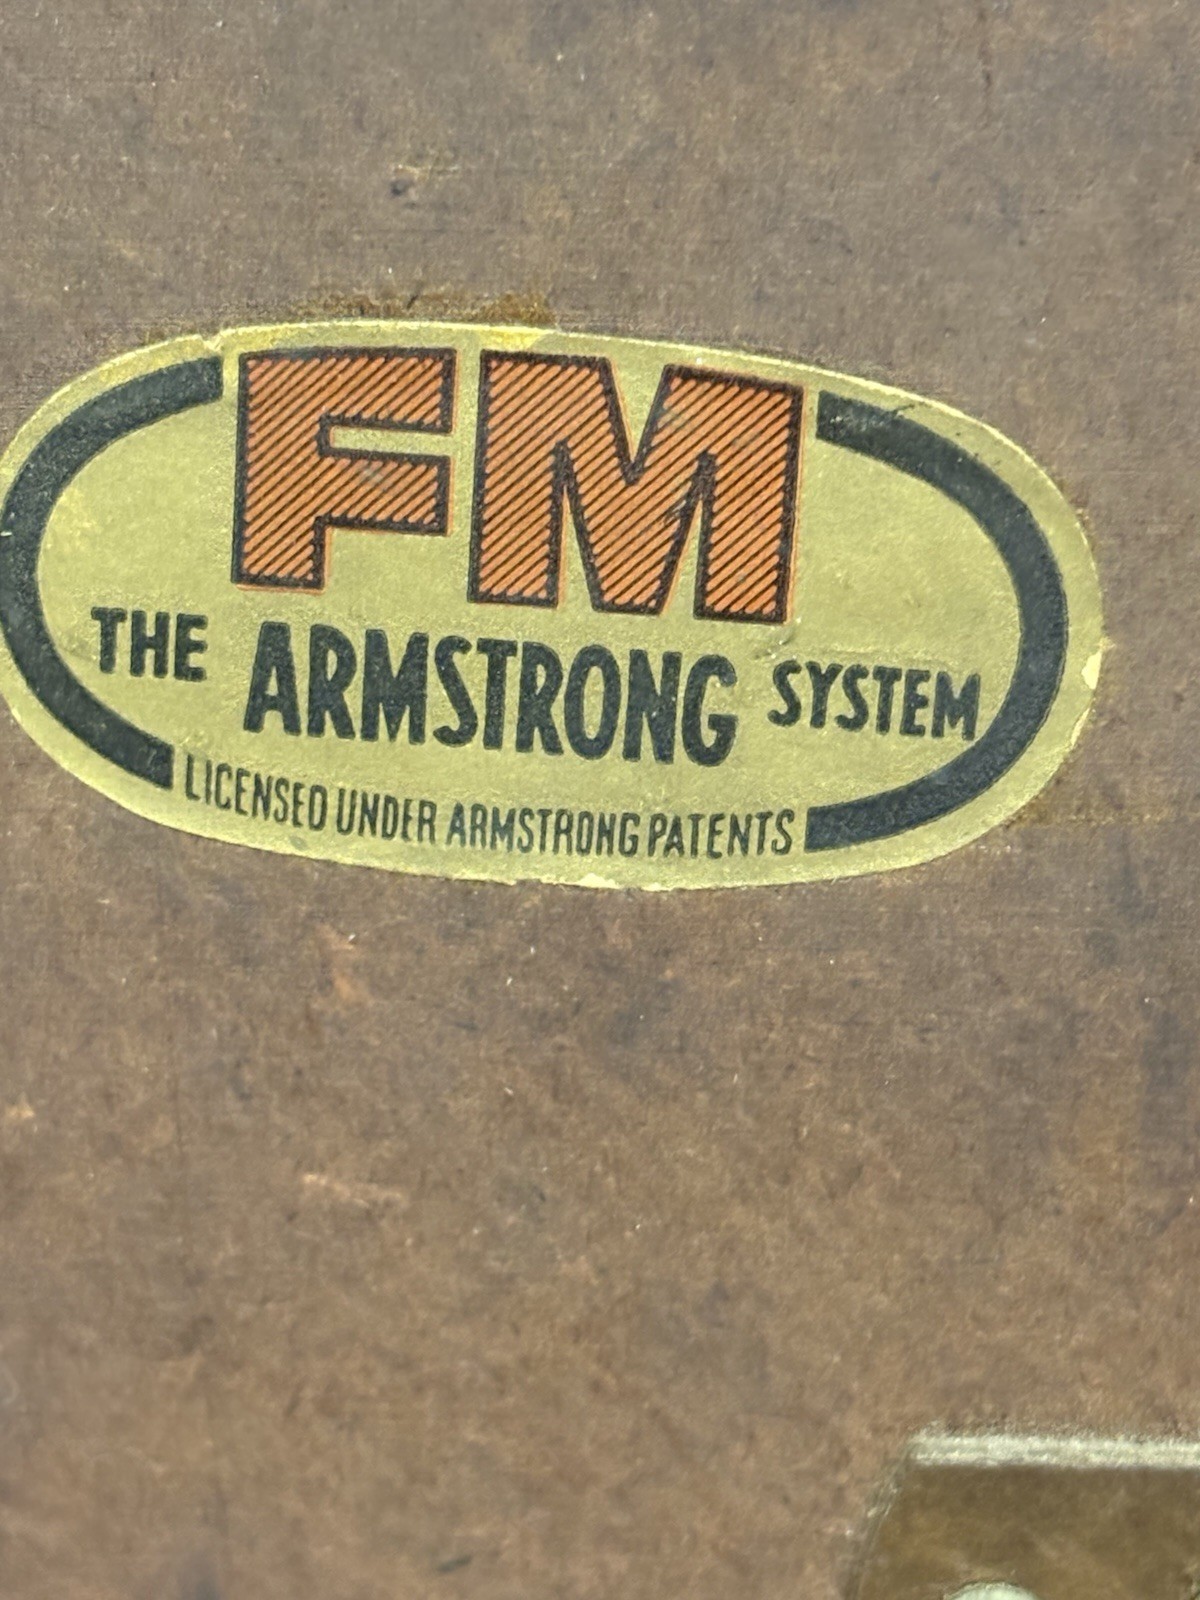 FM
THE ARMSTRONG SYSTEM
LICENSED UNDER ARMSTRONG PATENTS